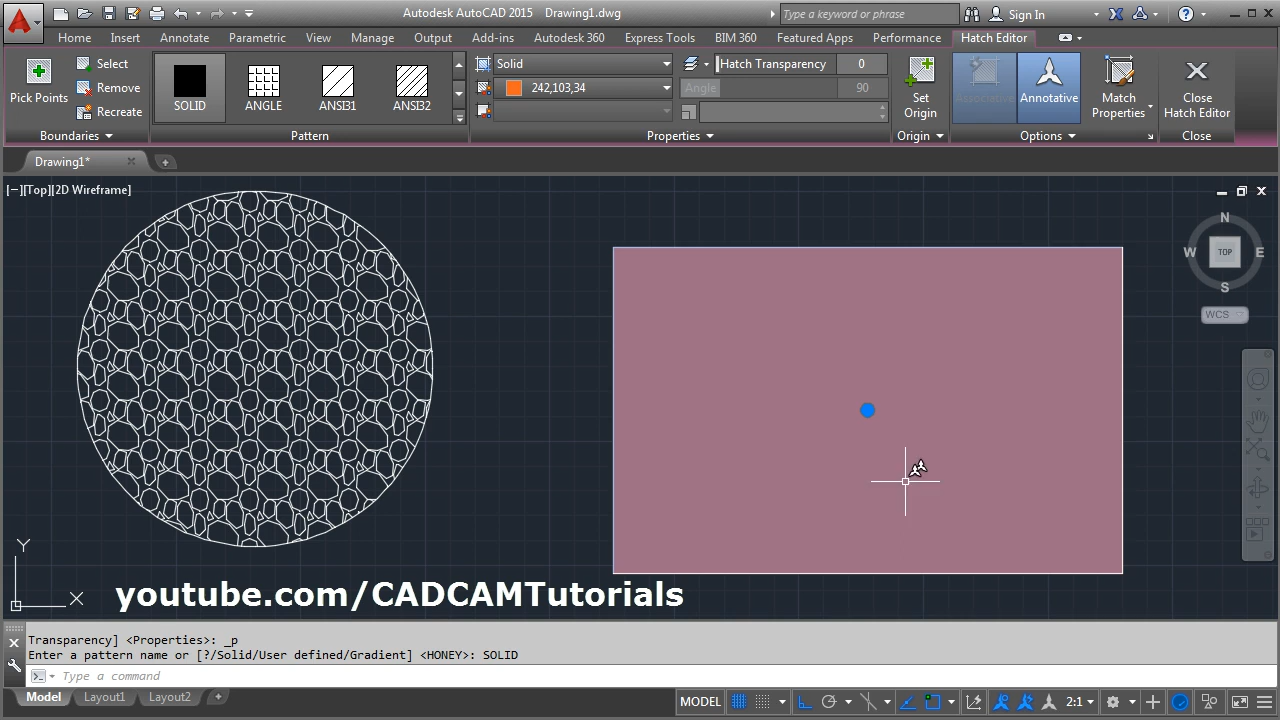 Autodesk AutoCAD 2015 Drawing1.dwg
Type a keyword or phrase
Sign In
Home Insert Annotate Parametric View Manage Output Add-ins Autodesk 360 Express Tools BIM 360 Featured Apps Performance Hatch Editor
Pick Points
Select
Remove
Recreate
Boundaries
SOLID
ANGLE
ANSI31
ANSI32
Pattern
Solid
242,103,34
Hatch Transparency 0
Angle 90
Properties
Set
Origin
Origin
Associative
Annotative
Match
Properties
Options
Close
Hatch Editor
Close
Drawing1*
[−][Top][2D Wireframe]
N
W TOP E
S
WCS
Y
X
youtube.com/CADCAMTutorials
Transparency] <Properties>: _p
Enter a pattern name or [?/Solid/User defined/Gradient] <HONEY>: SOLID
Type a command
Model Layout1 Layout2 +
MODEL
2:1